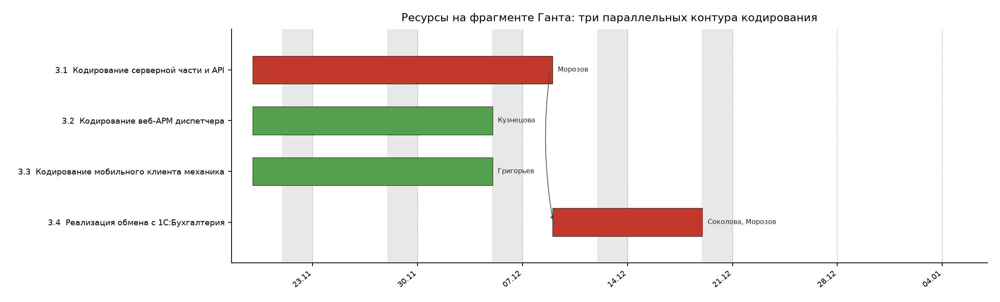 Ресурсы на фрагменте Ганта: три параллельных контура кодирования
3.1 Кодирование серверной части и API
Морозов
3.2 Кодирование веб-АРМ диспетчера
Кузнецова
3.3 Кодирование мобильного клиента механика
Григорьев
3.4 Реализация обмена с 1С:Бухгалтерия
Соколова, Морозов
23.11
30.11
07.12
14.12
21.12
28.12
04.01